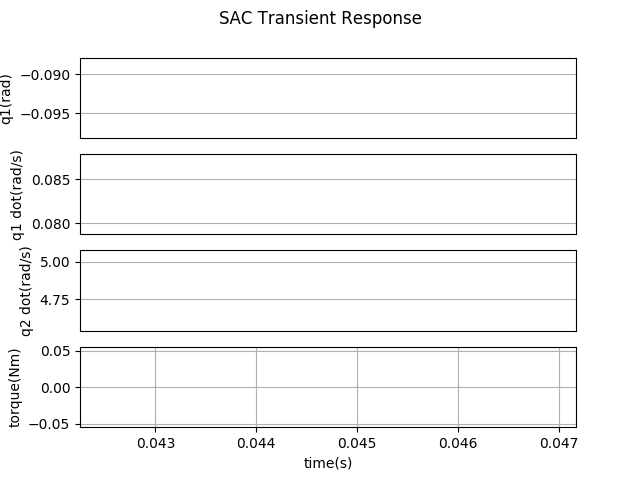 SAC Transient Response
q1(rad)
−0.090
−0.095
q1 dot(rad/s)
0.085
0.080
q2 dot(rad/s)
5.00
4.75
torque(Nm)
0.05
0.00
−0.05
0.043 0.044 0.045 0.046 0.047
time(s)